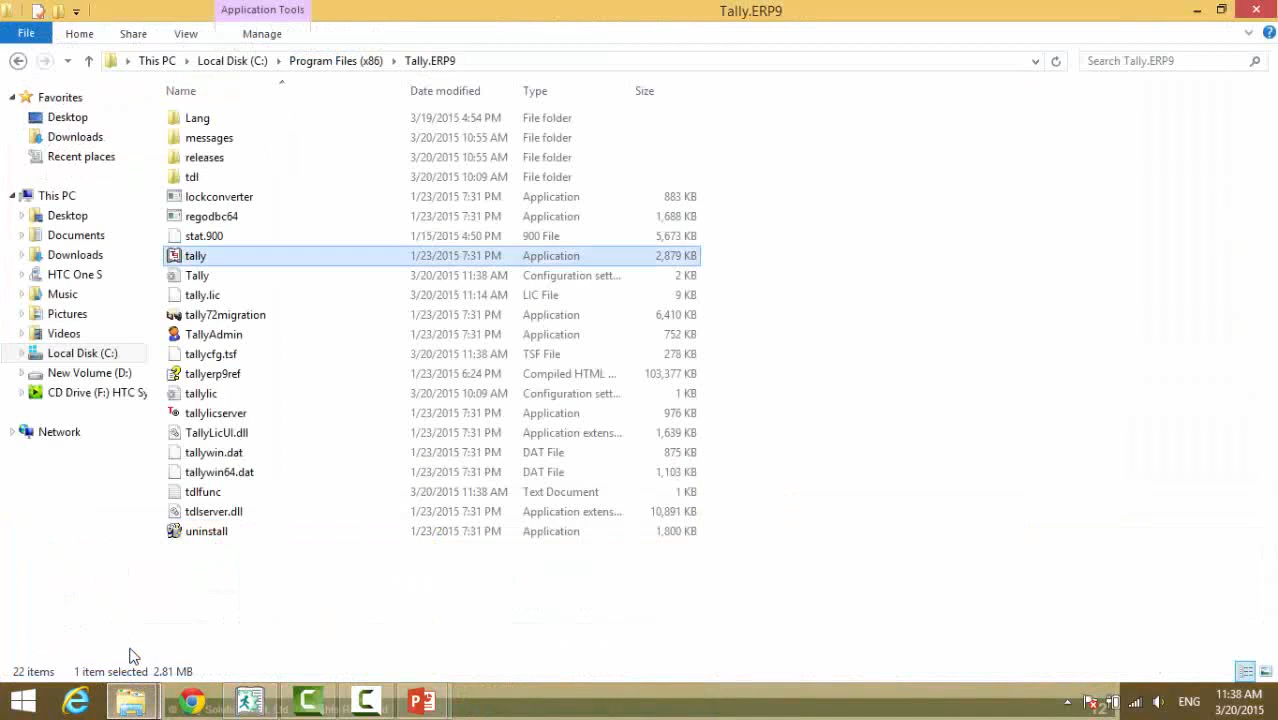 Application Tools
Tally.ERP9
File Home Share View Manage
This PC Local Disk (C:) Program Files (x86) Tally.ERP9
Search Tally.ERP9
Name Date modified Type Size
Favorites
Desktop
Downloads
Recent places
This PC
Desktop
Documents
Downloads
HTC One S
Music
Pictures
Videos
Local Disk (C:)
New Volume (D:)
CD Drive (F:) HTC Sy
Network
Lang 3/19/2015 4:54 PM File folder
messages 3/20/2015 10:55 AM File folder
releases 3/20/2015 10:55 AM File folder
tdl 3/20/2015 10:09 AM File folder
lockconverter 1/23/2015 7:31 PM Application 883 KB
regodbc64 1/23/2015 7:31 PM Application 1,688 KB
stat.900 1/15/2015 4:50 PM 900 File 5,673 KB
tally 1/23/2015 7:31 PM Application 2,879 KB
Tally 3/20/2015 11:38 AM Configuration sett... 2 KB
tally.lic 3/20/2015 11:14 AM LIC File 9 KB
tally72migration 1/23/2015 7:31 PM Application 6,410 KB
TallyAdmin 1/23/2015 7:31 PM Application 752 KB
tallycfg.tsf 3/20/2015 11:38 AM TSF File 278 KB
tallyerp9ref 1/23/2015 6:24 PM Compiled HTML ... 103,377 KB
tallylic 3/20/2015 10:09 AM Configuration sett... 1 KB
tallylicserver 1/23/2015 7:31 PM Application 976 KB
TallyLicUI.dll 1/23/2015 7:31 PM Application extens... 1,639 KB
tallywin.dat 1/23/2015 7:31 PM DAT File 875 KB
tallywin64.dat 1/23/2015 7:31 PM DAT File 1,103 KB
tdlfunc 3/20/2015 11:38 AM Text Document 1 KB
tdlserver.dll 1/23/2015 7:31 PM Application extens... 10,891 KB
uninstall 1/23/2015 7:31 PM Application 1,800 KB
22 items 1 item selected 2.81 MB
ENG
11:38 AM
3/20/2015